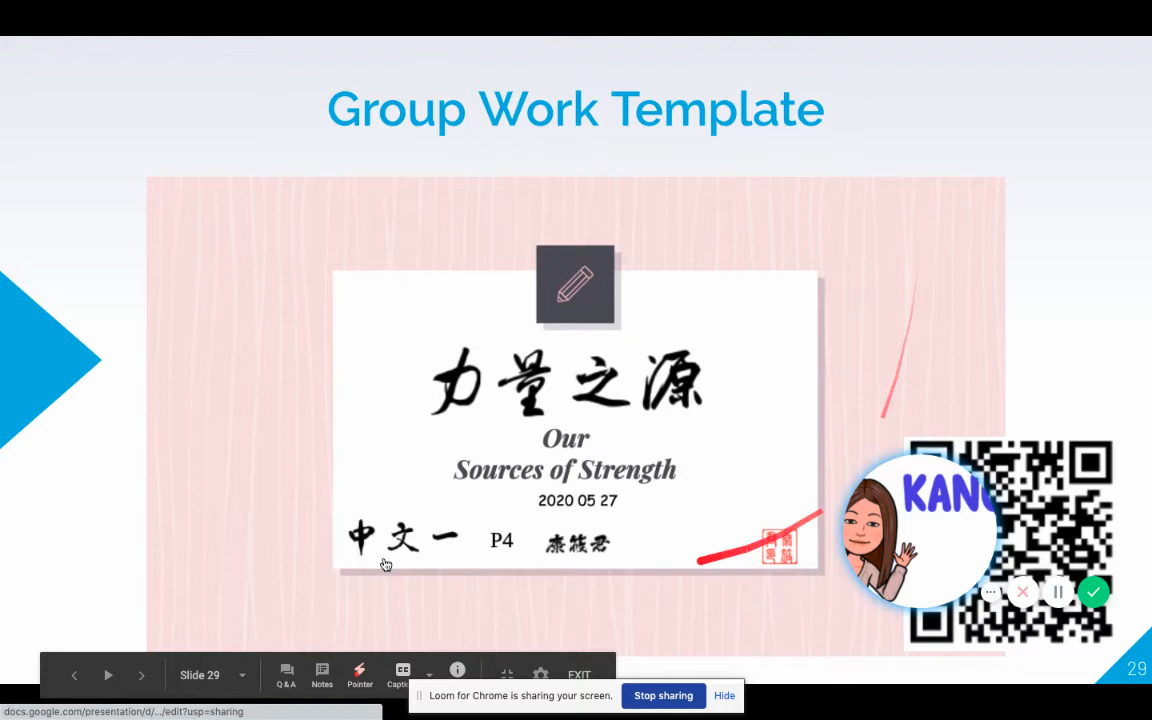 Group Work Template
力量之源
Our
Sources of Strength
2020 05 27
中文一 P4 康筱君
KANG
29
Slide 29
Q & A
Notes
Pointer
EXIT
Loom for Chrome is sharing your screen.
Stop sharing
Hide
docs.google.com/presentation/d/.../edit?usp=sharing